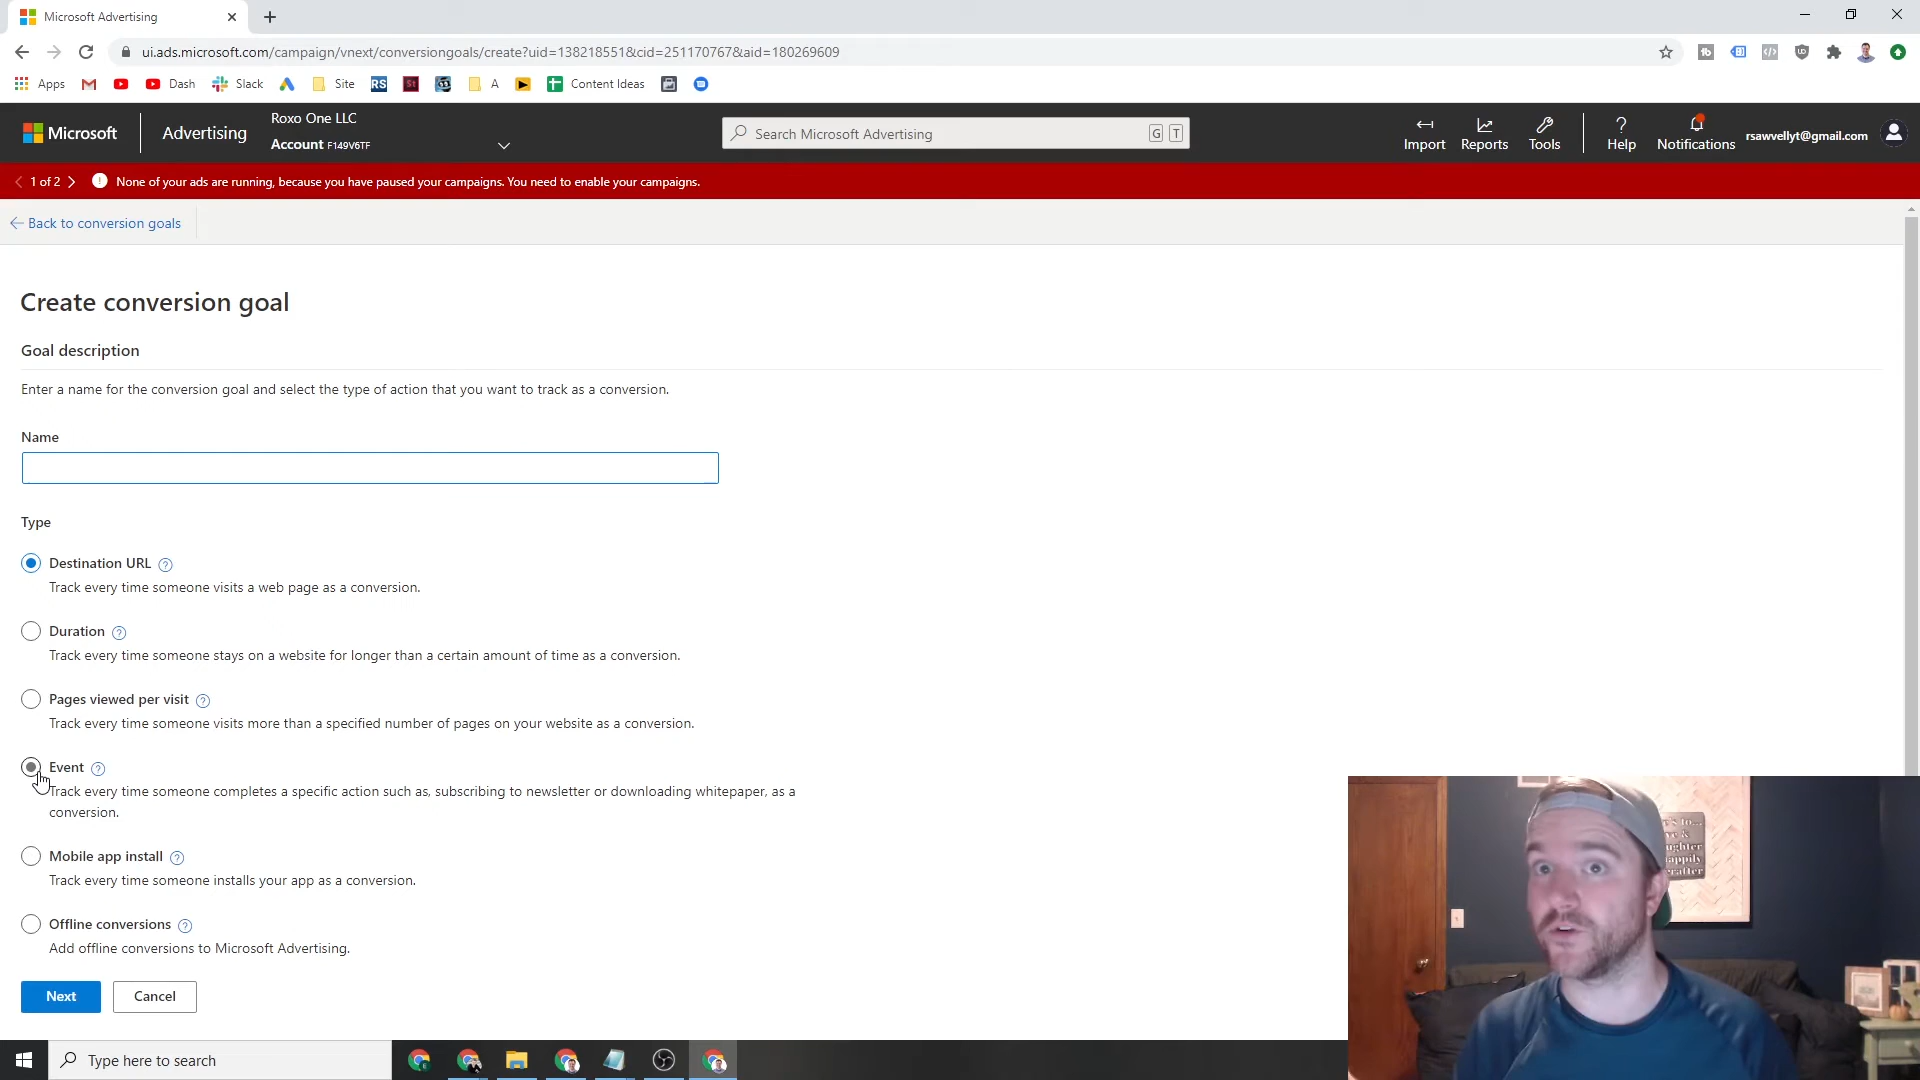 Microsoft Advertising
ui.ads.microsoft.com/campaign/vnext/conversiongoals/create?uid=138218551&cid=251170767&aid=180269609
Apps
Dash
Slack
Site
RS
St
A
Content Ideas
Microsoft
Advertising
Roxo One LLC
Account F149V6TF
Search Microsoft Advertising
G
T
Import
Reports
Tools
Help
Notifications
rsawvellyt@gmail.com
1 of 2
None of your ads are running, because you have paused your campaigns. You need to enable your campaigns.
Back to conversion goals
Create conversion goal
Goal description
Enter a name for the conversion goal and select the type of action that you want to track as a conversion.
Name
Type
Destination URL
Track every time someone visits a web page as a conversion.
Duration
Track every time someone stays on a website for longer than a certain amount of time as a conversion.
Pages viewed per visit
Track every time someone visits more than a specified number of pages on your website as a conversion.
Event
Track every time someone completes a specific action such as, subscribing to newsletter or downloading whitepaper, as a
conversion.
Mobile app install
Track every time someone installs your app as a conversion.
Offline conversions
Add offline conversions to Microsoft Advertising.
Next
Cancel
Type here to search